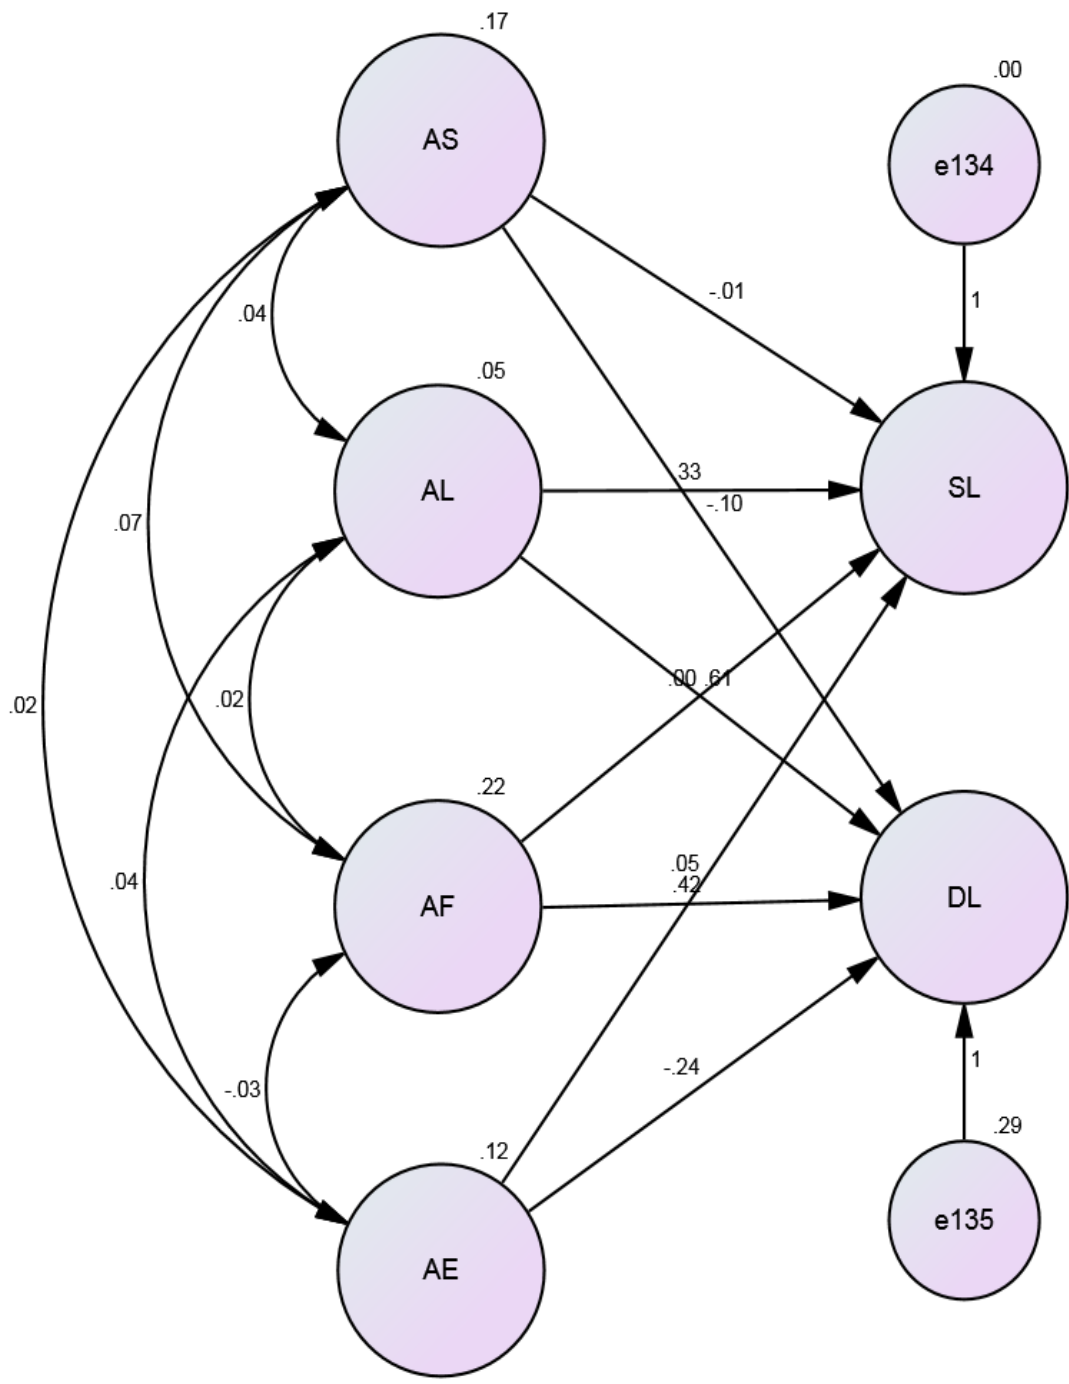 .17
.00
AS
e134
-.01
1
.04
.05
.33
-.10
AL
SL
.07
.02
.02
.00
.61
.22
.05
.42
.04
AF
DL
-.24
1
-.03
.29
.12
e135
AE